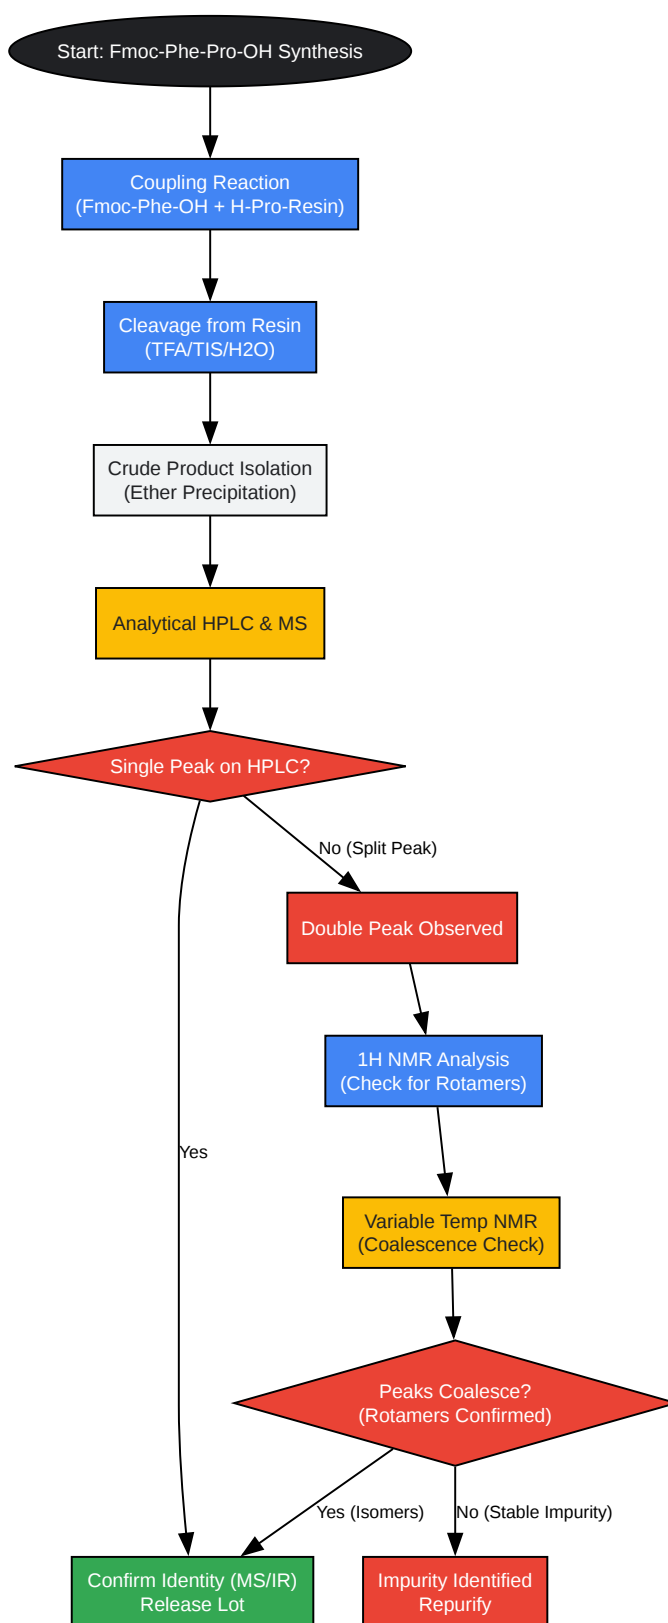 Start: Fmoc-Phe-Pro-OH Synthesis
Coupling Reaction
(Fmoc-Phe-OH + H-Pro-Resin)
Cleavage from Resin
(TFA/TIS/H2O)
Crude Product Isolation
(Ether Precipitation)
Analytical HPLC & MS
Single Peak on HPLC?
No (Split Peak)
Double Peak Observed
1H NMR Analysis
(Check for Rotamers)
Yes
Variable Temp NMR
(Coalescence Check)
Peaks Coalesce?
(Rotamers Confirmed)
Yes (Isomers)
No (Stable Impurity)
Confirm Identity (MS/IR)
Release Lot
Impurity Identified
Repurify